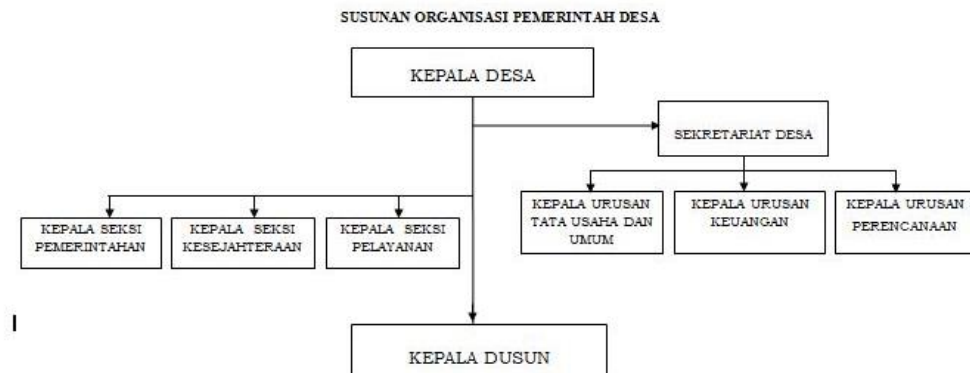 SUSUNAN ORGANISASI PEMERINTAH DESA
KEPALA DESA
SEKRETARIAT DESA
KEPALA SEKSI
PEMERINTAHAN
KEPALA SEKSI
KESEJAHTERAAN
KEPALA SEKSI
PELAYANAN
KEPALA URUSAN
TATA USAHA DAN
UMUM
KEPALA URUSAN
KEUANGAN
KEPALA URUSAN
PERENCANAAN
KEPALA DUSUN